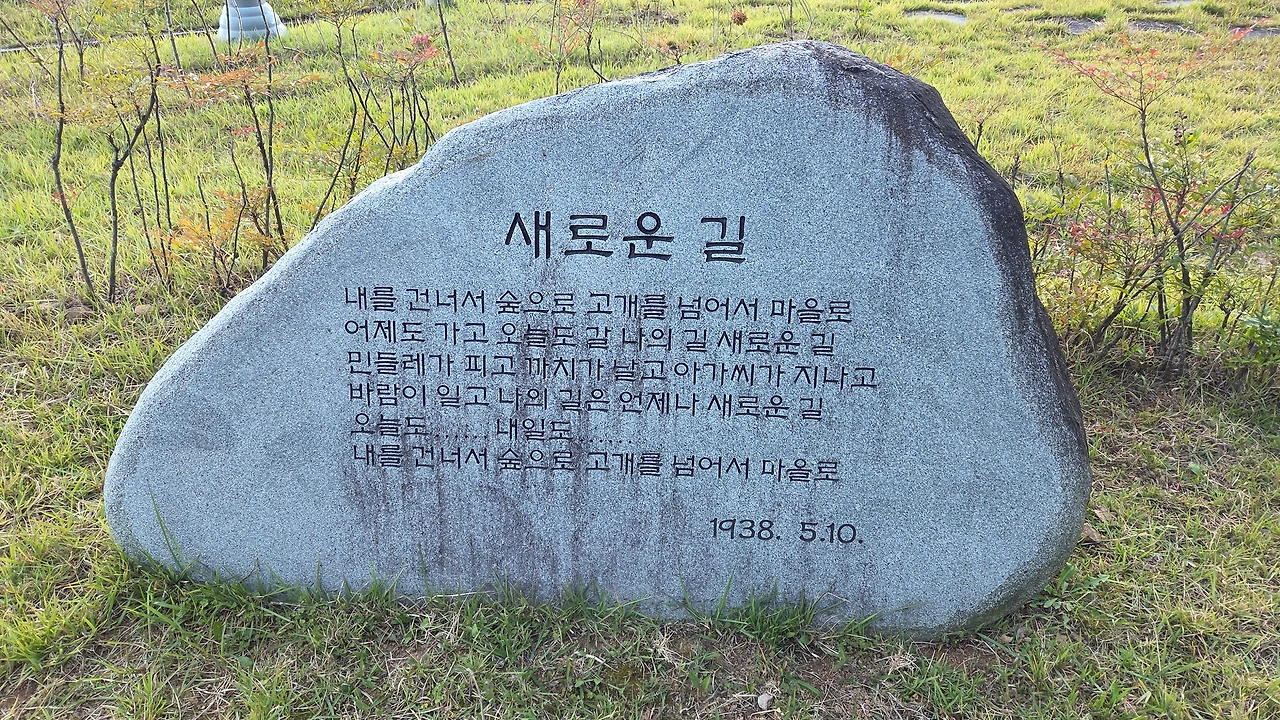 새로운 길
내를 건너서 숲으로 고개를 넘어서 마을로
어제도 가고 오늘도 갈 나의 길 새로운 길
민들레가 피고 까치가 날고 아가씨가 지나고
바람이 일고 나의 길은 언제나 새로운 길
오늘도...... 내일도......
내를 건너서 숲으로 고개를 넘어서 마을로
1938. 5.10.